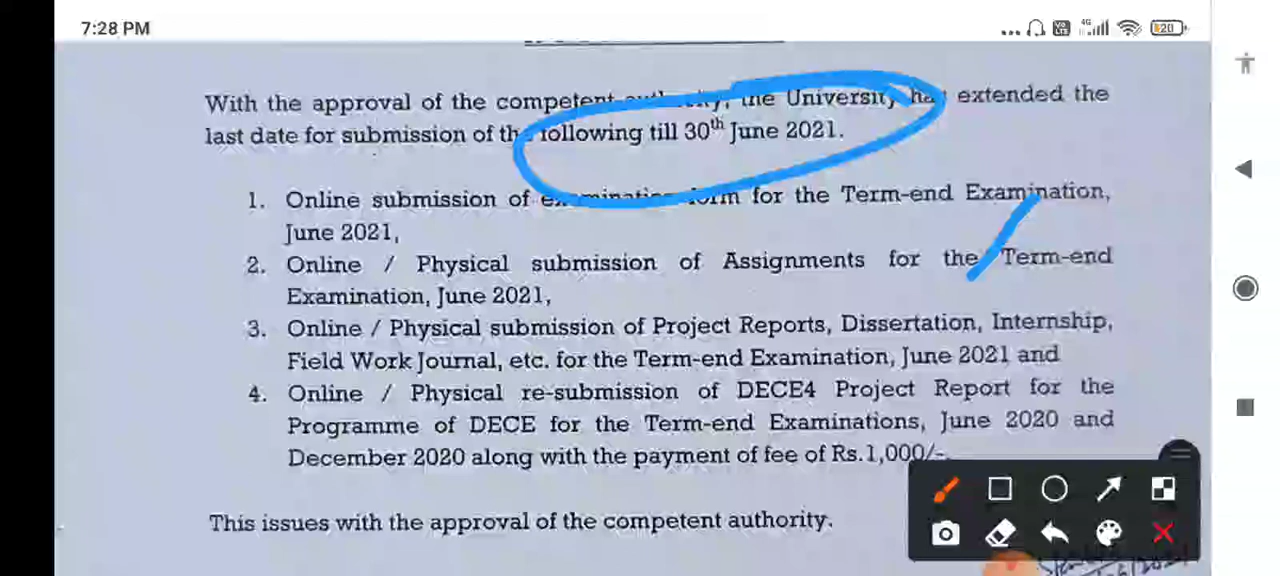 7:28 PM
4G
20
With the approval of the competent the University has extended the
last date for submission of the following till 30th June 2021.
1. Online submission of examination form for the Term-end Examination,
June 2021,
2. Online / Physical submission of Assignments for the Term-end
Examination, June 2021,
3. Online / Physical submission of Project Reports, Dissertation, Internship,
Field Work Journal, etc. for the Term-end Examination, June 2021 and
4. Online / Physical re-submission of DECE4 Project Report for the
Programme of DECE for the Term-end Examinations, June 2020 and
December 2020 along with the payment of fee of Rs.1,000/-.
This issues with the approval of the competent authority.